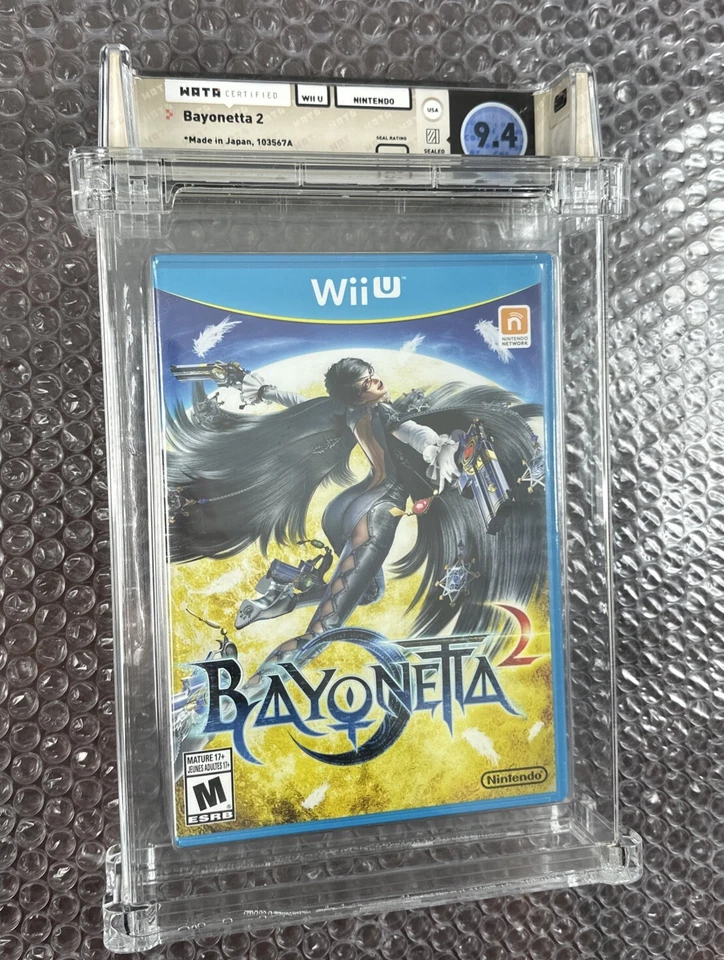 WATA CERTIFIED
WII U
NINTENDO
Bayonetta 2
*Made in Japan, 103567A
SEAL RATING
USA
SEALED
9.4
Wii U™
NINTENDO
NETWORK
BAYONETTA 2
MATURE 17+
JEUNES ADULTES 17+
M®
ESRB
Nintendo®